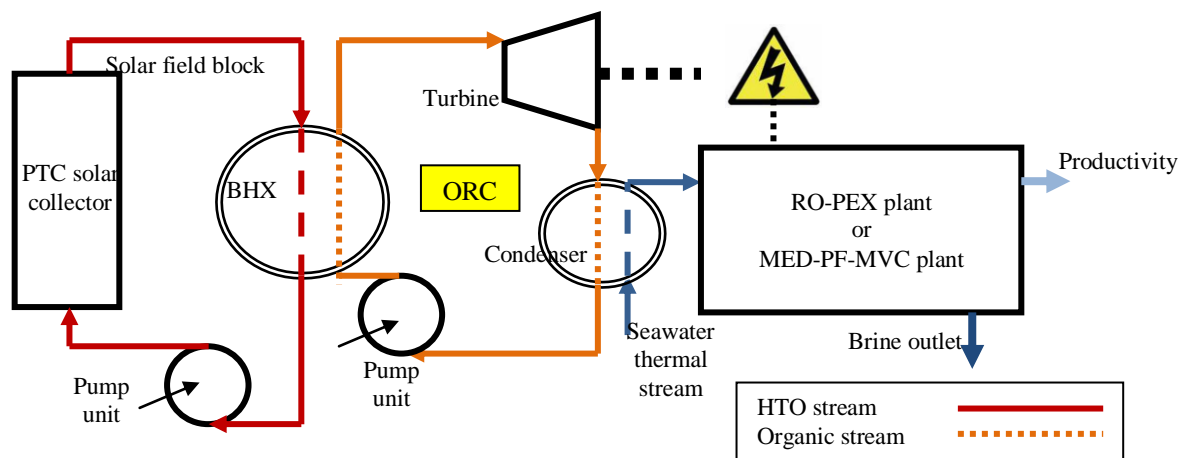 Solar field block
PTC solar
collector
BHX
Turbine
ORC
Condenser
Productivity
RO-PEX plant
or
MED-PF-MVC plant
Seawater
thermal
stream
Brine outlet
Pump
unit
Pump
unit
HTO stream
Organic stream